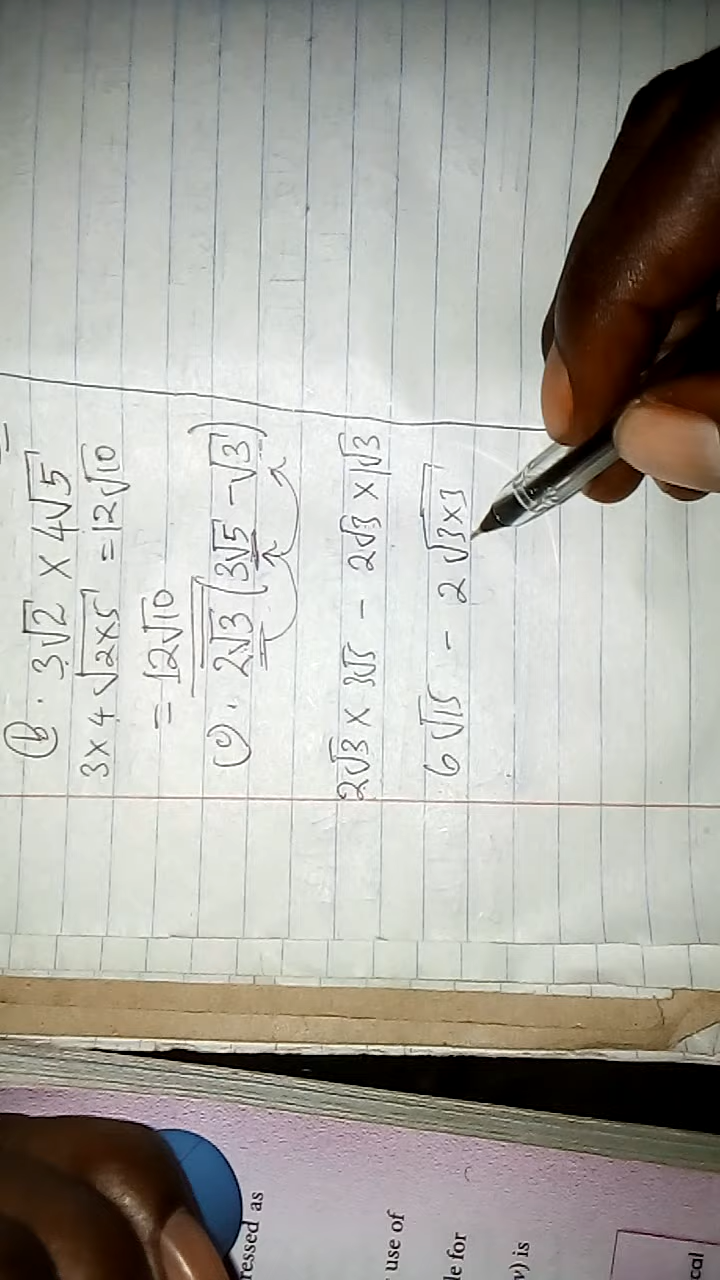 (b). 3√2 × 4√5
3×4 √2×5 = 12√10
= 12√10
(c). 2√3 (3√5 - √3)
2√3 × 3√5 - 2√3 × 1√3
6√15 - 2√3×3
ressed as
use of
le for
v) is
cal